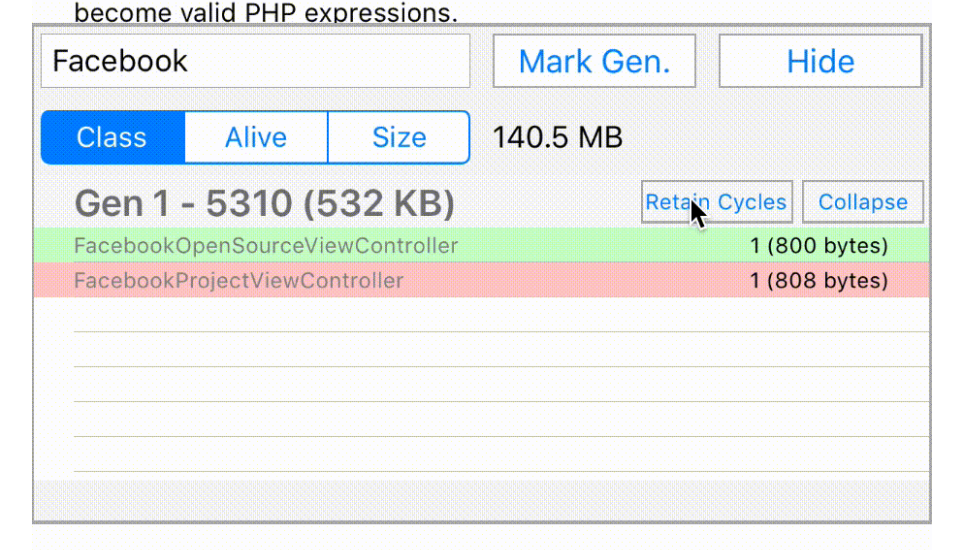 become valid PHP expressions.
Facebook Mark Gen. Hide
Class Alive Size 140.5 MB
Gen 1 - 5310 (532 KB) Retain Cycles Collapse
FacebookOpenSourceViewController 1 (800 bytes)
FacebookProjectViewController 1 (808 bytes)